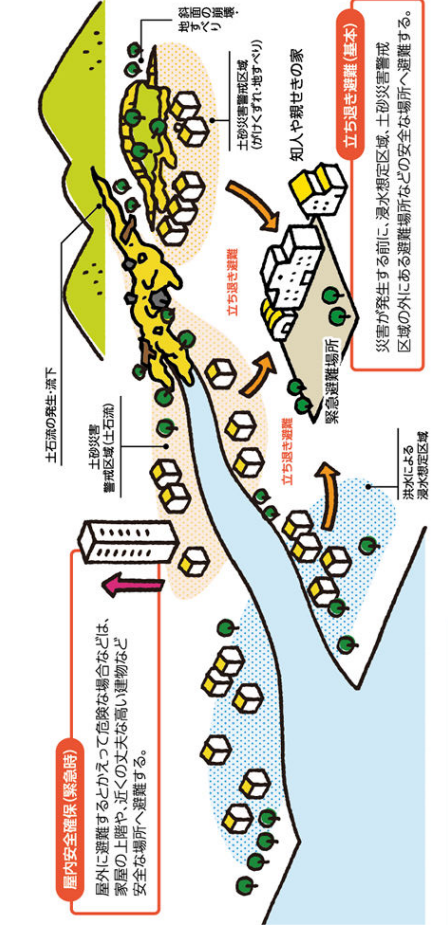 屋内安全確保(緊急時)
屋外に避難するとかえって危険な場合などは、
家屋の上階や、近くの丈夫な高い建物など
安全な場所へ避難する。
土石流の発生・流下
土砂災害
警戒区域(土石流)
斜面の崩壊・
地すべり
土砂災害警戒区域
(がけくずれ・地すべり)
立ち退き避難
知人や親せきの家
立ち退き避難
緊急避難場所
洪水による
浸水想定区域
立ち退き避難(基本)
災害が発生する前に、浸水想定区域、土砂災害警戒
区域の外にある避難場所などの安全な場所へ避難する。